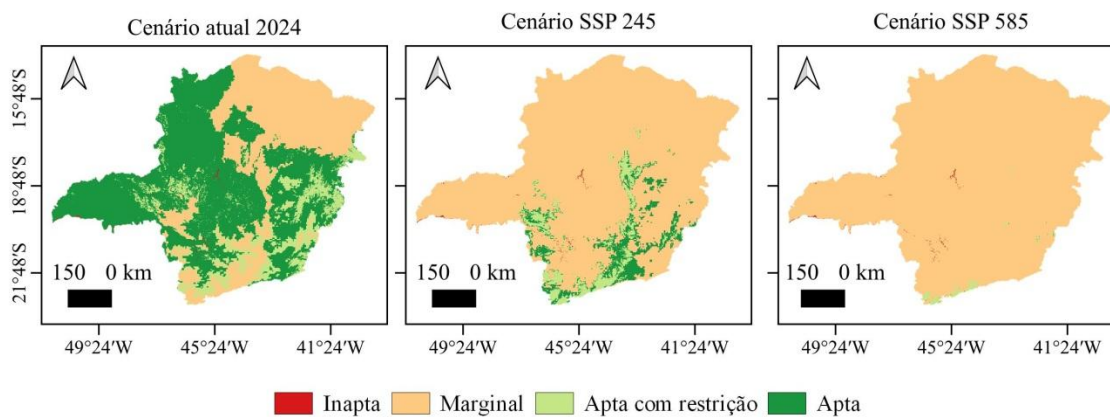 Cenário atual 2024
Cenário SSP 245
Cenário SSP 585
15°48′S
18°48′S
21°48′S
150 0 km
150 0 km
150 0 km
49°24′W 45°24′W 41°24′W
49°24′W 45°24′W 41°24′W
49°24′W 45°24′W 41°24′W
Inapta Marginal Apta com restrição Apta